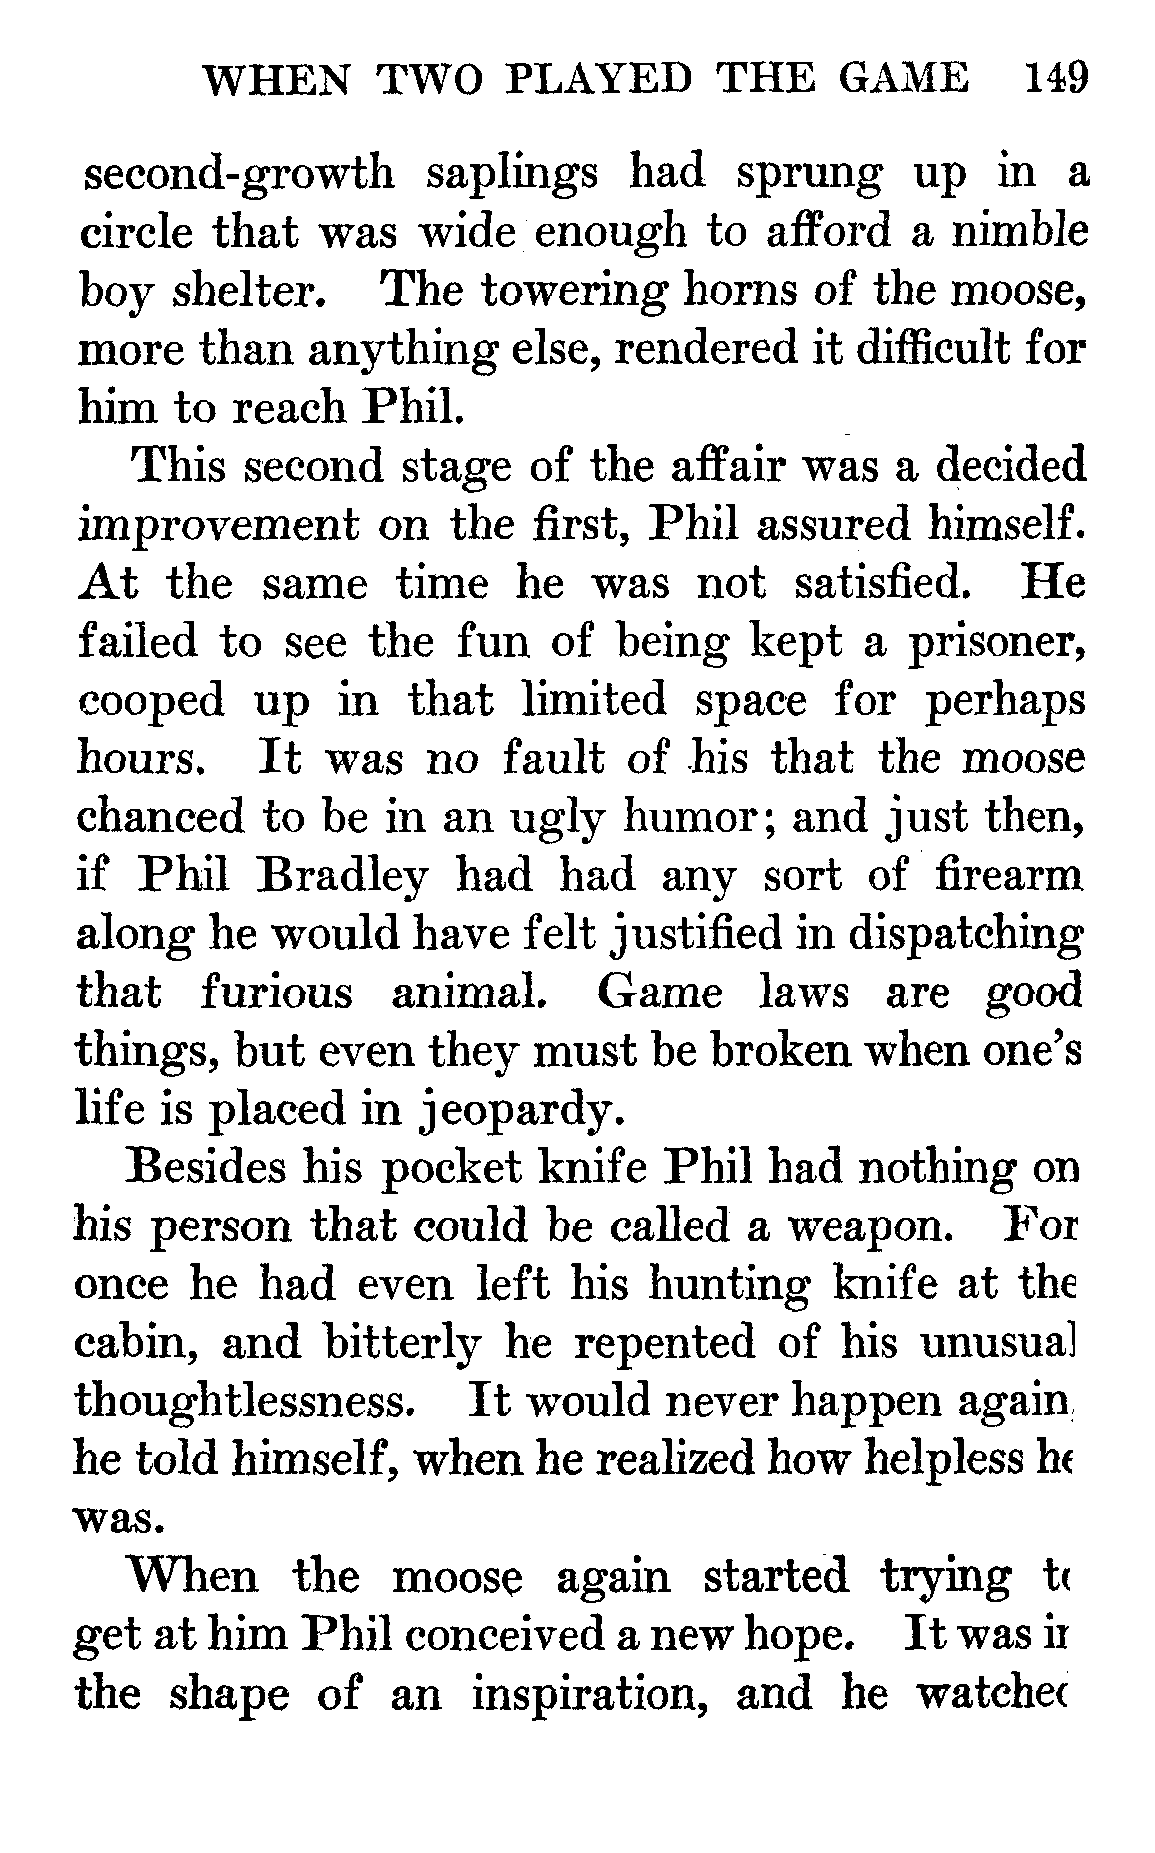 WHEN TWO PLAYED THE GAME 149
second-growth saplings had sprung up in a
circle that was wide enough to afford a nimble
boy shelter. The towering horns of the moose,
more than anything else, rendered it difficult for
him to reach Phil.
This second stage of the affair was a decided
improvement on the first, Phil assured himself.
At the same time he was not satisfied. He
failed to see the fun of being kept a prisoner,
cooped up in that limited space for perhaps
hours. It was no fault of his that the moose
chanced to be in an ugly humor; and just then,
if Phil Bradley had had any sort of firearm
along he would have felt justified in dispatching
that furious animal. Game laws are good
things, but even they must be broken when one's
life is placed in jeopardy.
Besides his pocket knife Phil had nothing on
his person that could be called a weapon. For
once he had even left his hunting knife at the
cabin, and bitterly he repented of his unusual
thoughtlessness. It would never happen again,
he told himself, when he realized how helpless he
was.
When the moose again started trying to
get at him Phil conceived a new hope. It was in
the shape of an inspiration, and he watched